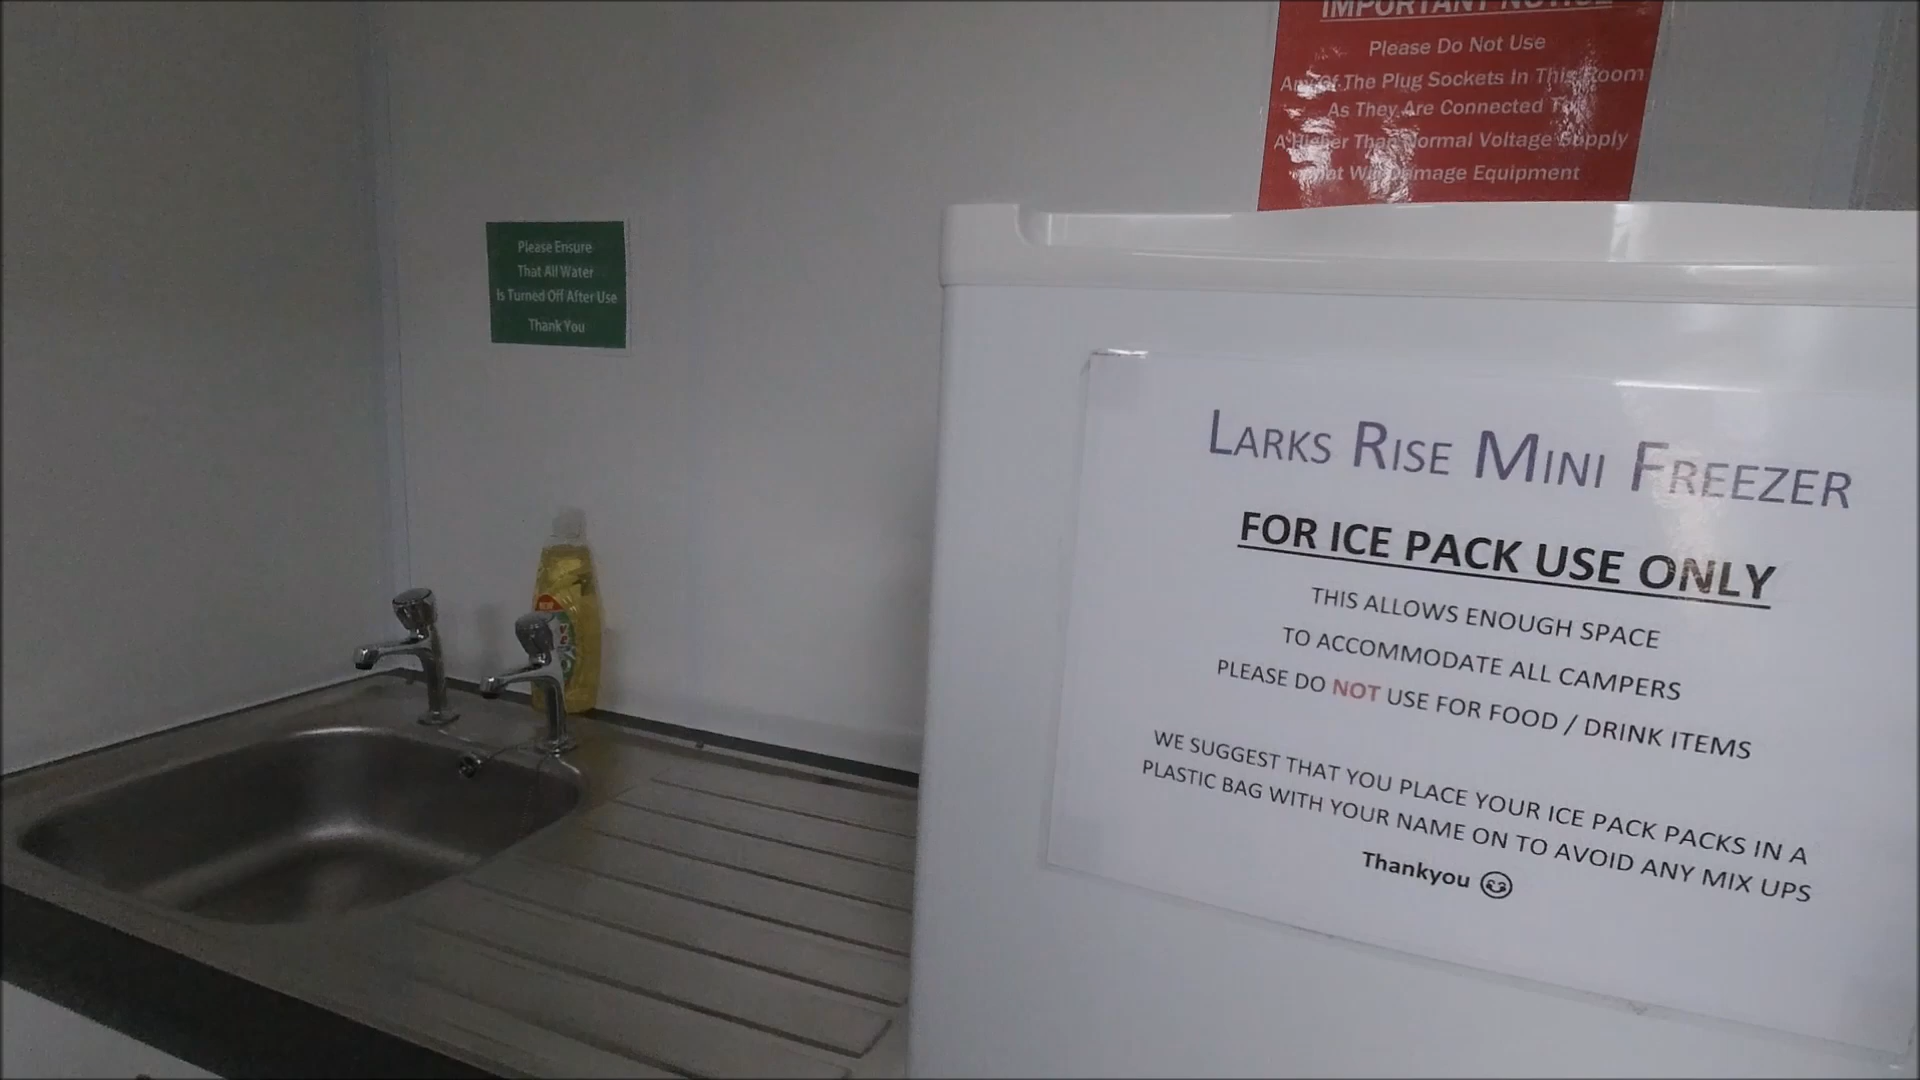 IMPORTANT NOTICE
Please Do Not Use
Any Of The Plug Sockets In This Room
As They Are Connected To
A Higher Than Normal Voltage Supply
That Will Damage Equipment
Please Ensure
That All Water
Is Turned Off After Use
Thank You
LARKS RISE MINI FREEZER
FOR ICE PACK USE ONLY
THIS ALLOWS ENOUGH SPACE
TO ACCOMMODATE ALL CAMPERS
PLEASE DO NOT USE FOR FOOD / DRINK ITEMS
WE SUGGEST THAT YOU PLACE YOUR ICE PACK PACKS IN A
PLASTIC BAG WITH YOUR NAME ON TO AVOID ANY MIX UPS
Thankyou